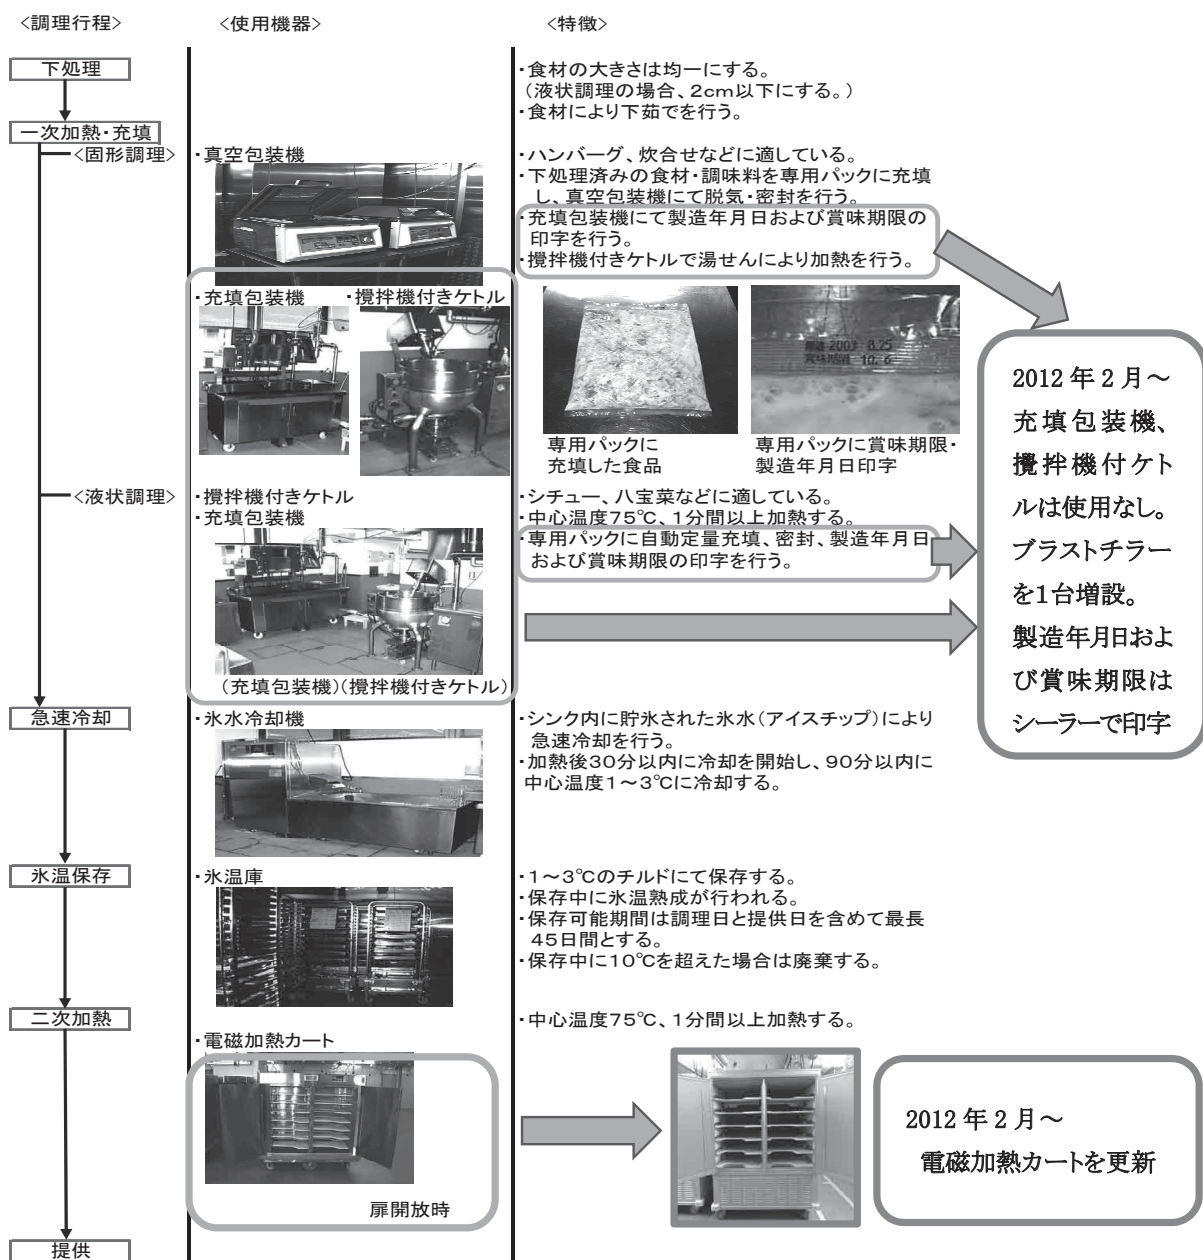 <調理行程>
<使用機器>
<特徴>
下処理
・食材の大きさは均一にする。
(液状調理の場合、2cm以下にする。)
・食材により下茹でを行う。
一次加熱・充填
<固形調理>
・真空包装機
・ハンバーグ、炊合せなどに適している。
・下処理済みの食材・調味料を専用パックに充填
し、真空包装機にて脱気・密封を行う。
・充填包装機にて製造年月日および賞味期限の
印字を行う。
・攪拌機付きケトルで湯せんにより加熱を行う。
・充填包装機
・攪拌機付きケトル
製造 2003 8.25
賞味期限 10. 6
専用パックに
充填した食品
専用パックに賞味期限・
製造年月日印字
2012年2月～
充填包装機、
攪拌機付ケト
ルは使用なし。
ブラストチラー
を1台増設。
製造年月日およ
び賞味期限は
シーラーで印字
<液状調理>
・攪拌機付きケトル
・充填包装機
・シチュー、八宝菜などに適している。
・中心温度75℃、1分間以上加熱する。
・専用パックに自動定量充填、密封、製造年月日
および賞味期限の印字を行う。
(充填包装機)(攪拌機付きケトル)
急速冷却
・氷水冷却機
・シンク内に貯氷された氷水(アイスチップ)により
急速冷却を行う。
・加熱後30分以内に冷却を開始し、90分以内に
中心温度1～3℃に冷却する。
氷温保存
・氷温庫
・1～3℃のチルドにて保存する。
・保存中に氷温熟成が行われる。
・保存可能期間は調理日と提供日を含めて最長
45日間とする。
・保存中に10℃を超えた場合は廃棄する。
二次加熱
・中心温度75℃、1分間以上加熱する。
・電磁加熱カート
扉開放時
2012年2月～
電磁加熱カートを更新
提供